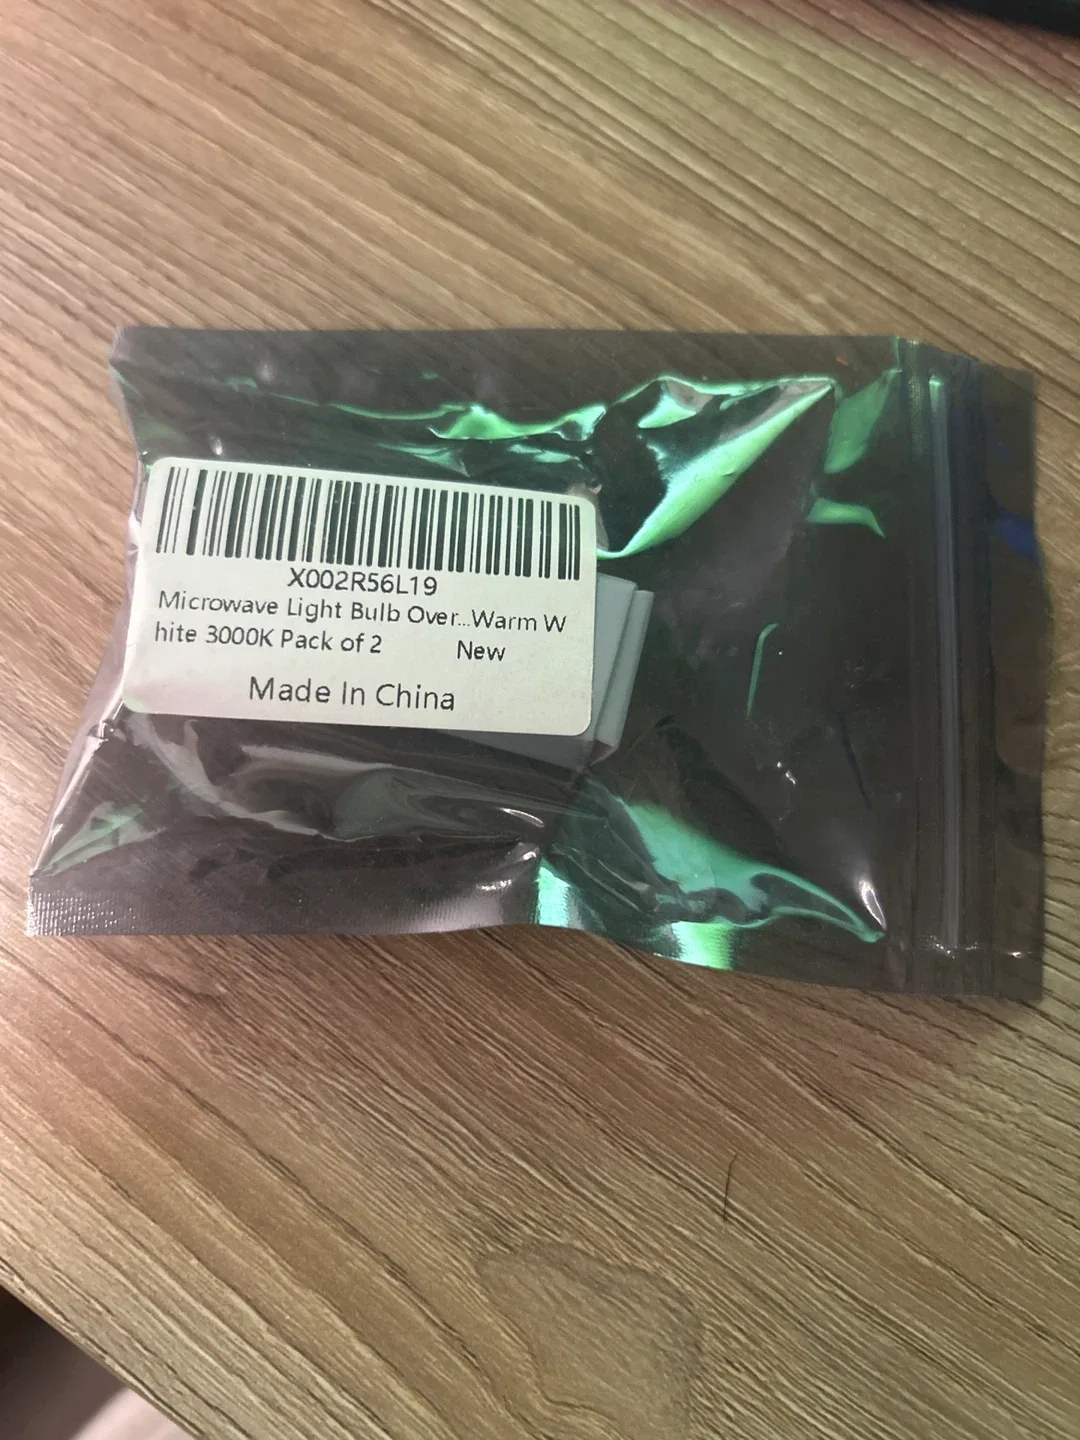 X002R56L19
Microwave Light Bulb Over...Warm W
hite 3000K Pack of 2 New
Made In China